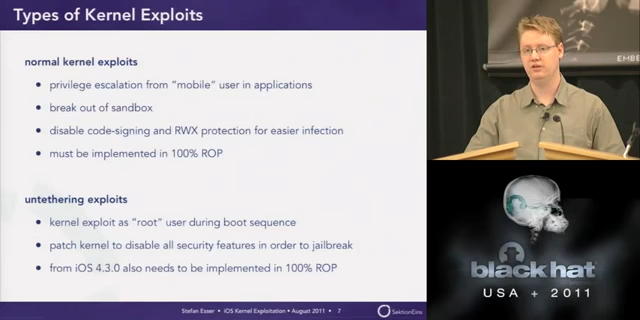 Types of Kernel Exploits
normal kernel exploits
• privilege escalation from "mobile" user in applications
• break out of sandbox
• disable code-signing and RWX protection for easier infection
• must be implemented in 100% ROP
untethering exploits
• kernel exploit as "root" user during boot sequence
• patch kernel to disable all security features in order to jailbreak
• from iOS 4.3.0 also needs to be implemented in 100% ROP
Stefan Esser • iOS Kernel Exploitation • August 2011 • 7
SektionEins
EMBE
black hat
USA + 2011